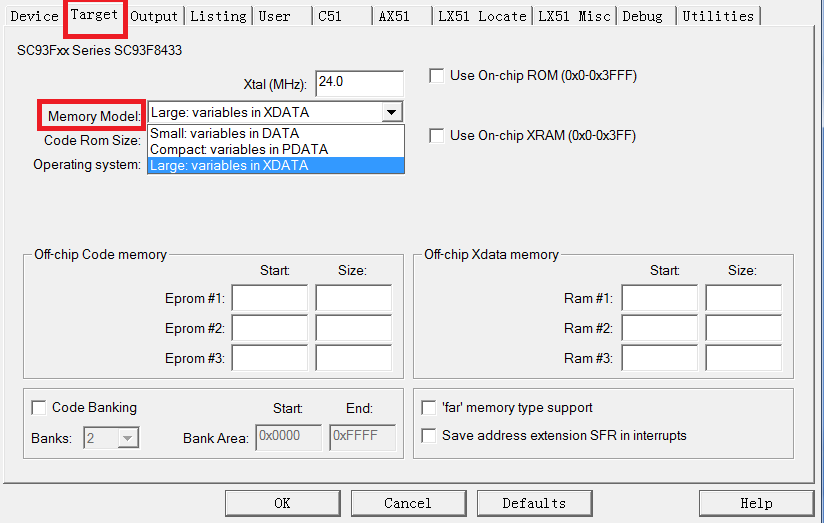 Device Target Output Listing User C51 AX51 LX51 Locate LX51 Misc Debug Utilities
SC93Fxx Series SC93F8433
Xtal (MHz): 24.0
Use On-chip ROM (0x0-0x3FFF)
Memory Model: Large: variables in XDATA
Small: variables in DATA
Compact: variables in PDATA
Large: variables in XDATA
Code Rom Size:
Use On-chip XRAM (0x0-0x3FF)
Operating system:
Off-chip Code memory
Start: Size:
Eprom #1:
Eprom #2:
Eprom #3:
Off-chip Xdata memory
Start: Size:
Ram #1:
Ram #2:
Ram #3:
Code Banking
Start: End:
Banks: 2 Bank Area: 0x0000 0xFFFF
'far' memory type support
Save address extension SFR in interrupts
OK Cancel Defaults Help